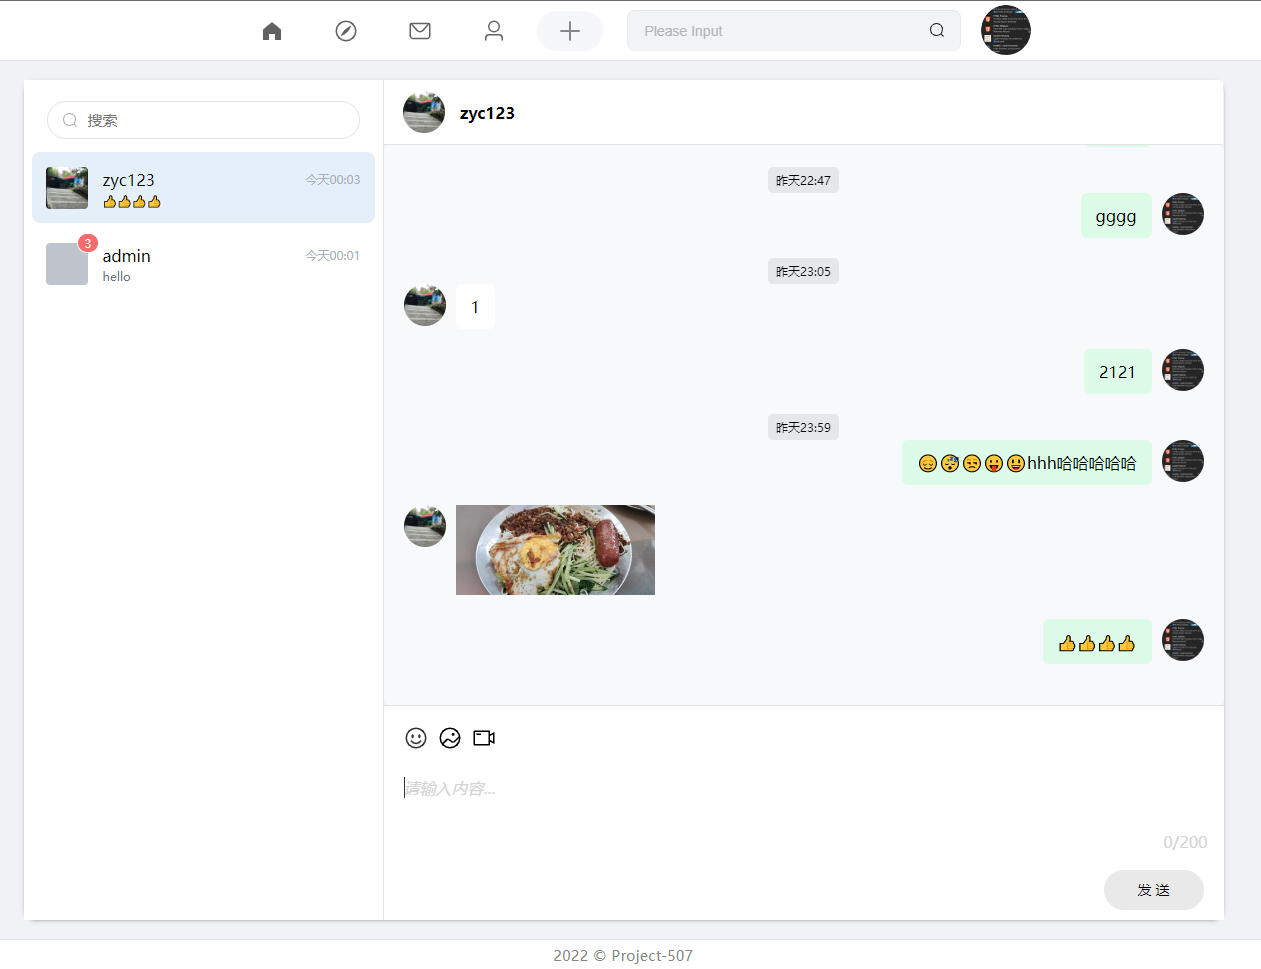 Please Input
搜索
zyc123
今天00:03
👍👍👍👍
3
admin
今天00:01
hello
zyc123
昨天22:47
gggg
昨天23:05
1
2121
昨天23:59
😌😴😒😛😃hhh哈哈哈哈哈
👍👍👍👍
请输入内容...
0/200
发 送
2022 © Project-507